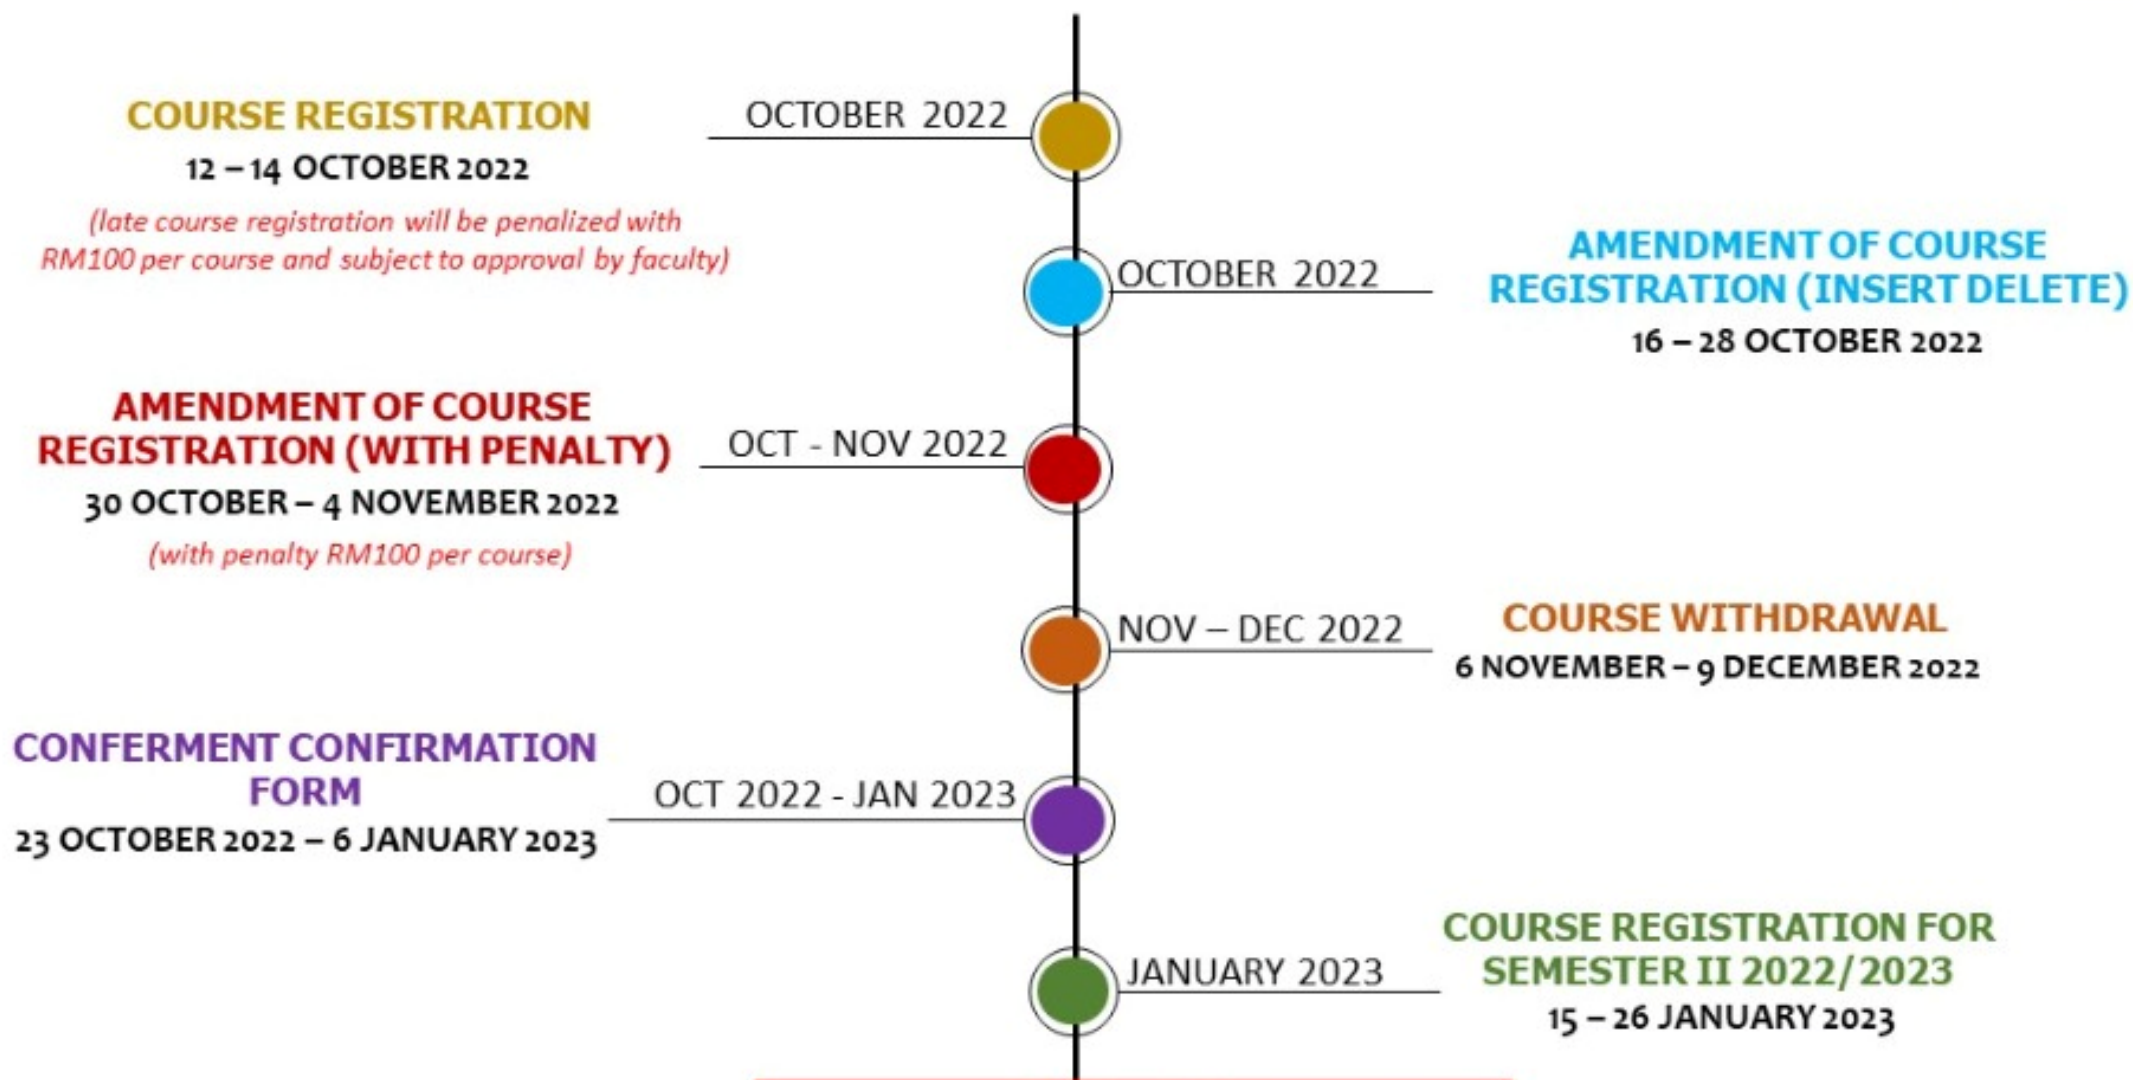 COURSE REGISTRATION
12 – 14 OCTOBER 2022
(late course registration will be penalized with
RM100 per course and subject to approval by faculty)
OCTOBER 2022
OCTOBER 2022
AMENDMENT OF COURSE
REGISTRATION (INSERT DELETE)
16 – 28 OCTOBER 2022
AMENDMENT OF COURSE
REGISTRATION (WITH PENALTY)
30 OCTOBER – 4 NOVEMBER 2022
(with penalty RM100 per course)
OCT - NOV 2022
NOV – DEC 2022
COURSE WITHDRAWAL
6 NOVEMBER – 9 DECEMBER 2022
CONFERMENT CONFIRMATION
FORM
23 OCTOBER 2022 – 6 JANUARY 2023
OCT 2022 - JAN 2023
JANUARY 2023
COURSE REGISTRATION FOR
SEMESTER II 2022/2023
15 – 26 JANUARY 2023